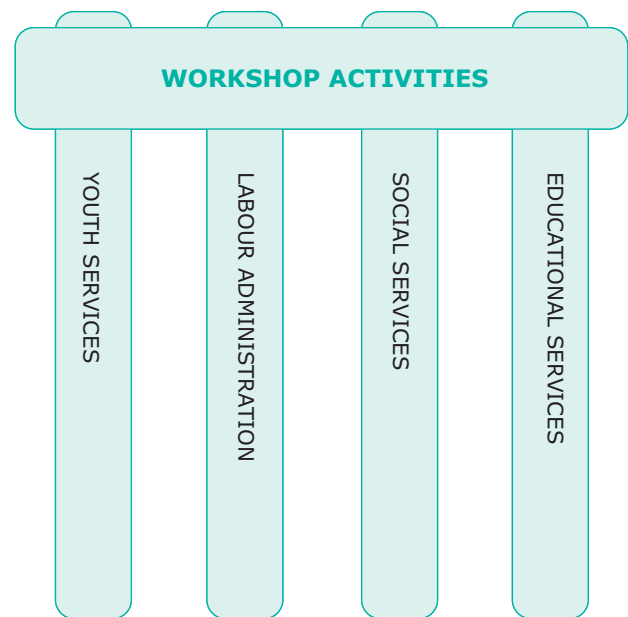 WORKSHOP ACTIVITIES
YOUTH SERVICES
LABOUR ADMINISTRATION
SOCIAL SERVICES
EDUCATIONAL SERVICES